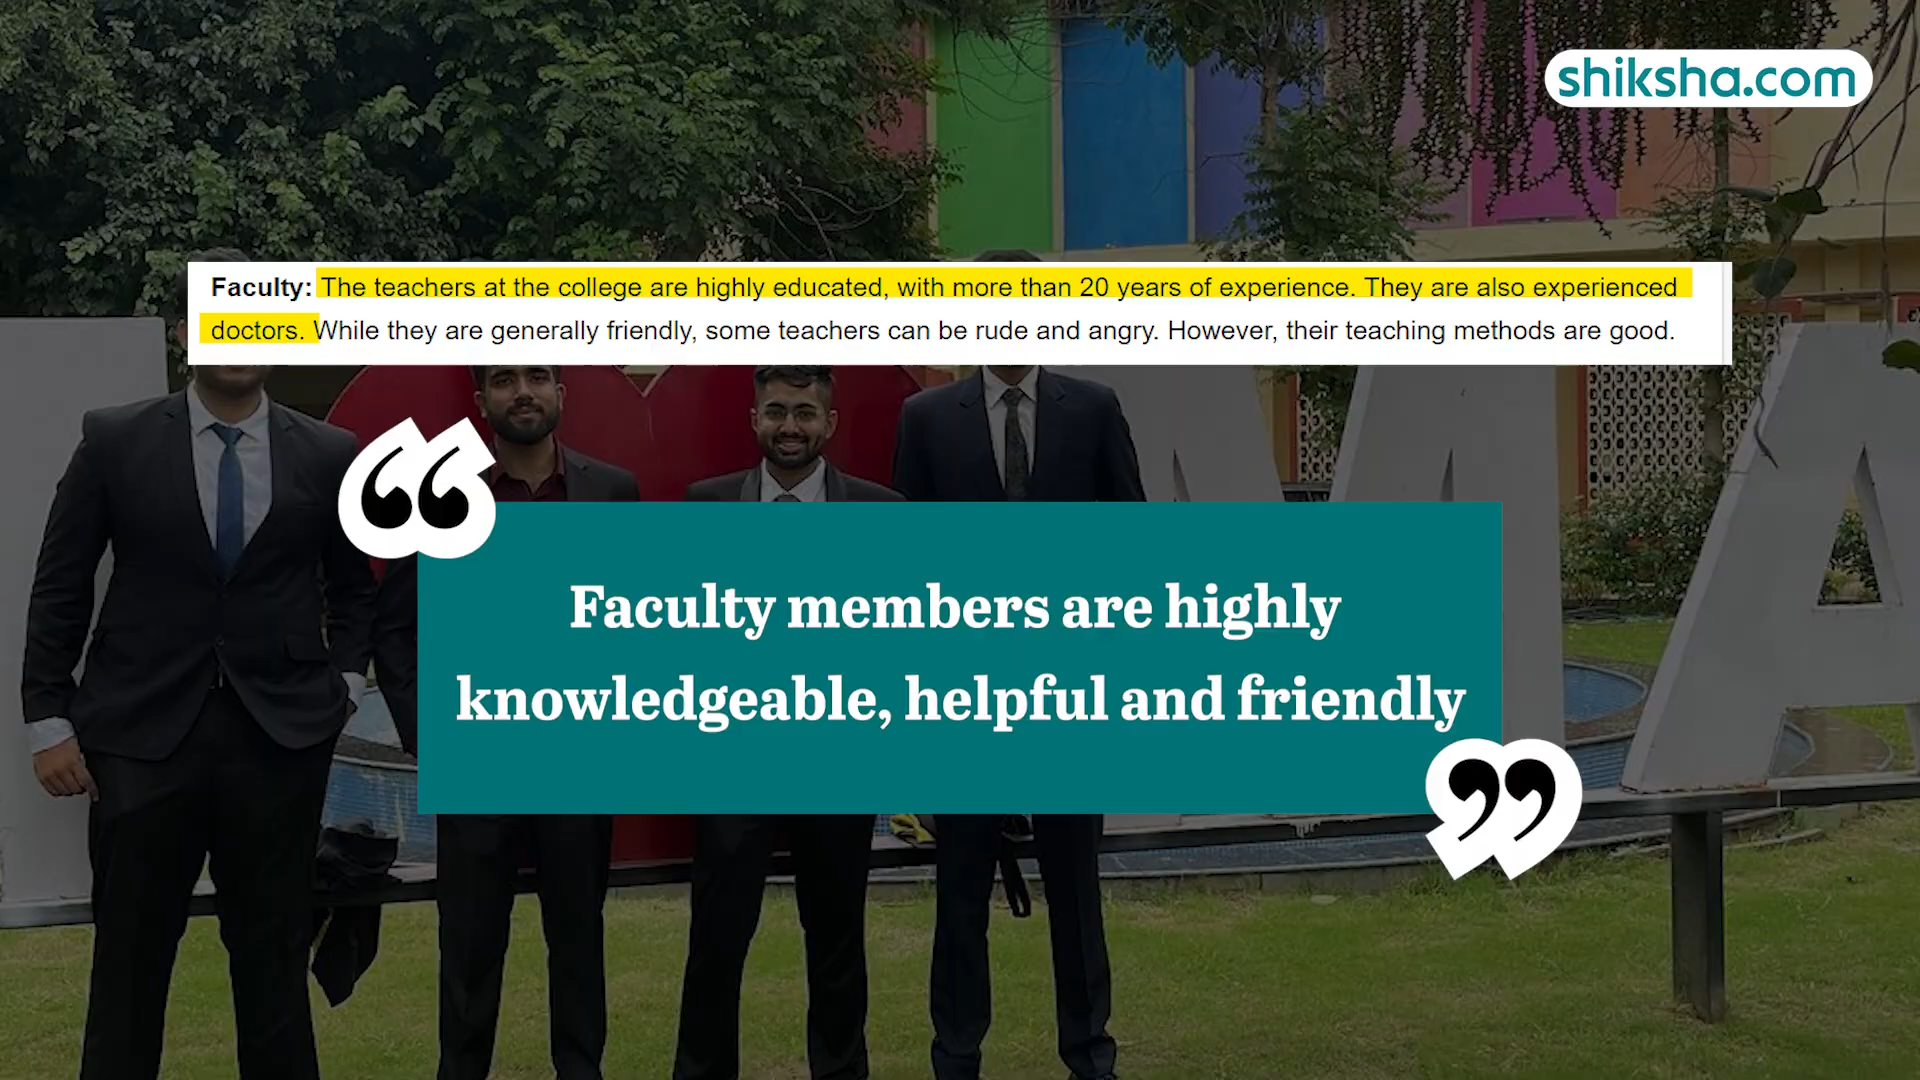 shiksha.com
Faculty: The teachers at the college are highly educated, with more than 20 years of experience. They are also experienced
doctors. While they are generally friendly, some teachers can be rude and angry. However, their teaching methods are good.
“
Faculty members are highly
knowledgeable, helpful and friendly
”